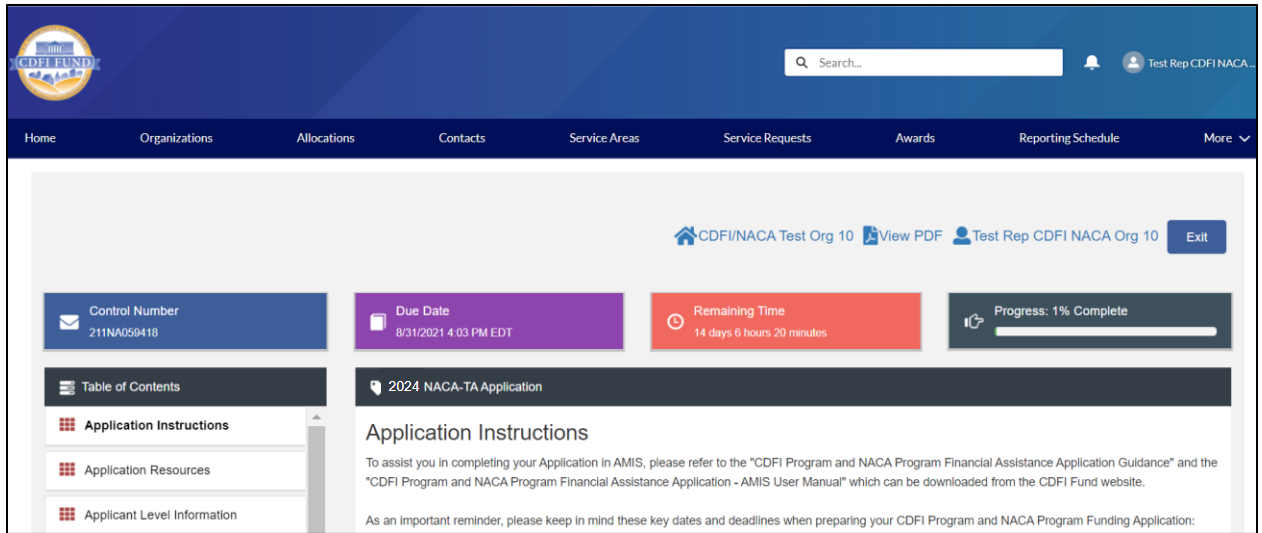 CDFI FUND
Search...
Test Rep CDFI NACA ..
Home Organizations Allocations Contacts Service Areas Service Requests Awards Reporting Schedule More
CDFI/NACA Test Org 10 View PDF Test Rep CDFI NACA Org 10 Exit
Control Number
211NA059418
Due Date
8/31/2021 4:03 PM EDT
Remaining Time
14 days 6 hours 20 minutes
Progress: 1% Complete
Table of Contents
Application Instructions
Application Resources
Applicant Level Information
2024 NACA-TA Application
Application Instructions
To assist you in completing your Application in AMIS, please refer to the "CDFI Program and NACA Program Financial Assistance Application Guidance" and the
"CDFI Program and NACA Program Financial Assistance Application - AMIS User Manual" which can be downloaded from the CDFI Fund website.
As an important reminder, please keep in mind these key dates and deadlines when preparing your CDFI Program and NACA Program Funding Application: